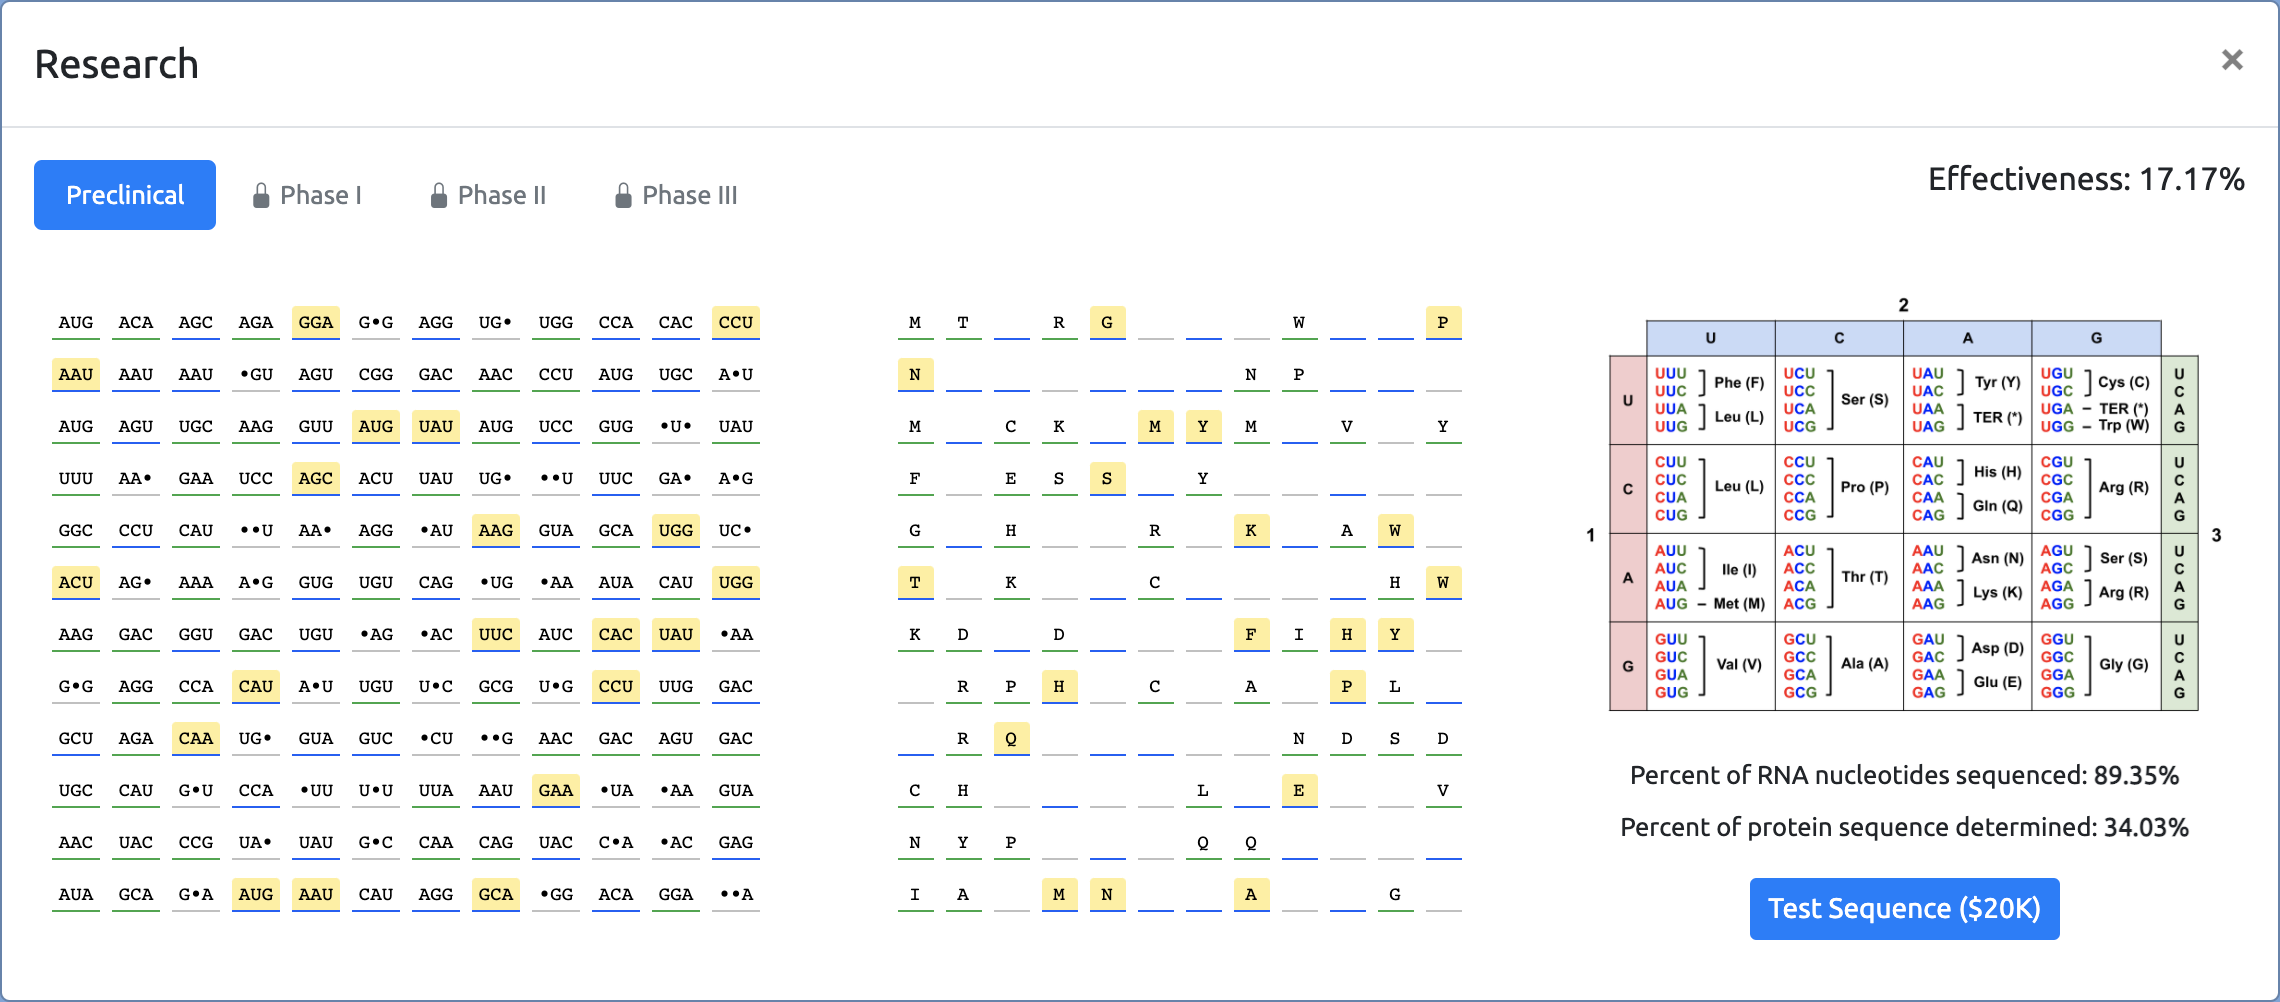 Research ×
Preclinical Phase I Phase II Phase III Effectiveness: 17.17%
AUG ACA AGC AGA GGA G•G AGG UG• UGG CCA CAC CCU
AAU AAU AAU •GU AGU CGG GAC AAC CCU AUG UGC A•U
AUG AGU UGC AAG GUU AUG UAU AUG UCC GUG •U• UAU
UUU AA• GAA UCC AGC ACU UAU UG• ••U UUC GA• A•G
GGC CCU CAU ••U AA• AGG •AU AAG GUA GCA UGG UC•
ACU AG• AAA A•G GUG UGU CAG •UG •AA AUA CAU UGG
AAG GAC GGU GAC UGU •AG •AC UUC AUC CAC UAU •AA
G•G AGG CCA CAU A•U UGU U•C GCG U•G CCU UUG GAC
GCU AGA CAA UG• GUA GUC •CU ••G AAC GAC AGU GAC
UGC CAU G•U CCA •UU U•U UUA AAU GAA •UA •AA GUA
AAC UAC CCG UA• UAU G•C CAA CAG UAC C•A •AC GAG
AUA GCA G•A AUG AAU CAU AGG GCA •GG ACA GGA ••A
M T R G W P
N N P
M C K M Y M V Y
F E S S Y
G H R K A W
T K C H W
K D D F I H Y
R P H C A P L
R Q N D S D
C H L E V
N Y P Q Q
I A M N A G
2
U C A G
1
3
U
UUU UUC Phe (F)
UUA UUG Leu (L)
UCU UCC UCA UCG Ser (S)
UAU UAC Tyr (Y)
UAA UAG TER (*)
UGU UGC Cys (C)
UGA – TER (*)
UGG – Trp (W)
U C A G
C
CUU CUC CUA CUG Leu (L)
CCU CCC CCA CCG Pro (P)
CAU CAC His (H)
CAA CAG Gln (Q)
CGU CGC CGA CGG Arg (R)
U C A G
A
AUU AUC AUA Ile (I)
AUG – Met (M)
ACU ACC ACA ACG Thr (T)
AAU AAC Asn (N)
AAA AAG Lys (K)
AGU AGC Ser (S)
AGA AGG Arg (R)
U C A G
G
GUU GUC GUA GUG Val (V)
GCU GCC GCA GCG Ala (A)
GAU GAC Asp (D)
GAA GAG Glu (E)
GGU GGC GGA GGG Gly (G)
U C A G
Percent of RNA nucleotides sequenced: 89.35%
Percent of protein sequence determined: 34.03%
Test Sequence ($20K)